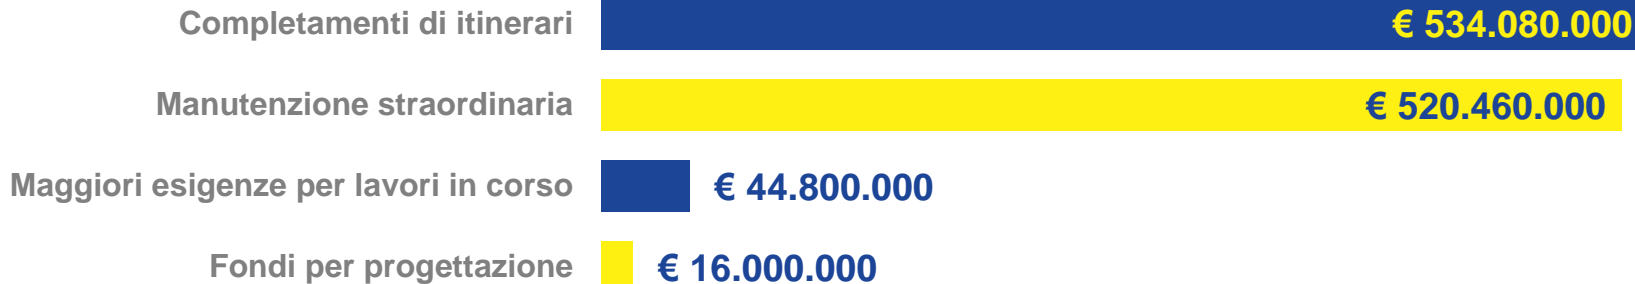 Completamenti di itinerari € 534.080.000
Manutenzione straordinaria € 520.460.000
Maggiori esigenze per lavori in corso € 44.800.000
Fondi per progettazione € 16.000.000